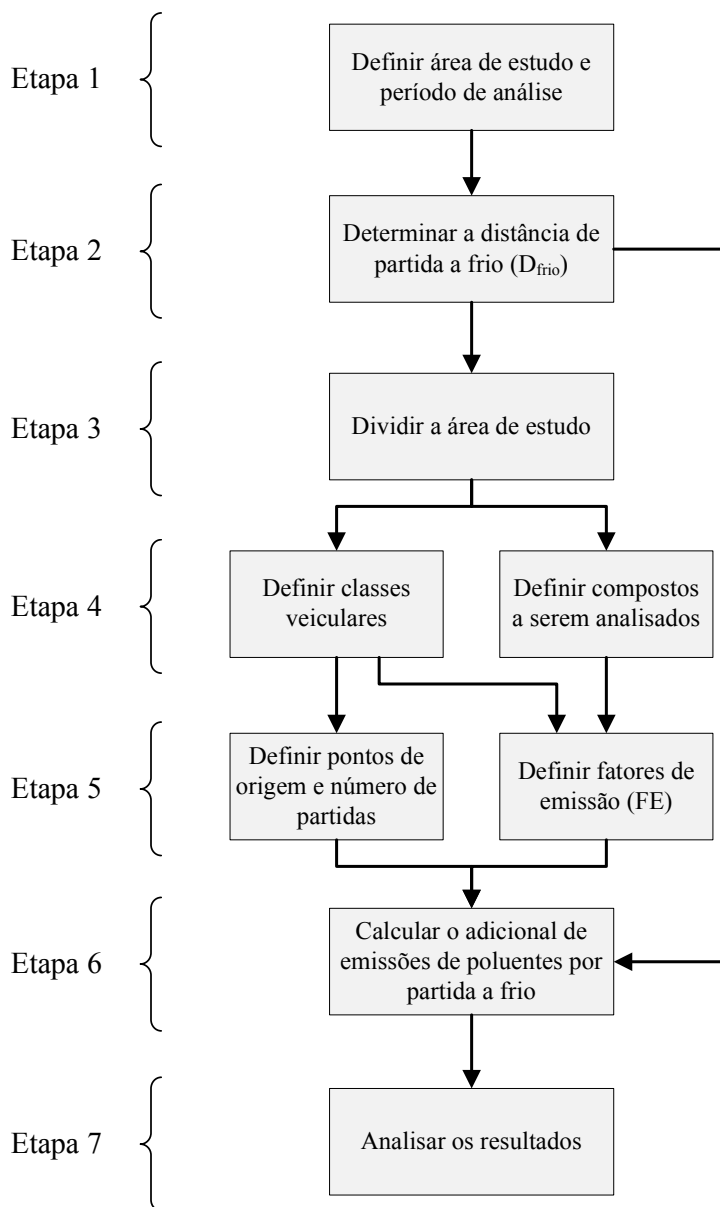 Etapa 1
Definir área de estudo e
período de análise
Etapa 2
Determinar a distância de
partida a frio (Dfrio)
Etapa 3
Dividir a área de estudo
Etapa 4
Definir classes
veiculares
Definir compostos
a serem analisados
Etapa 5
Definir pontos de
origem e número de
partidas
Definir fatores de
emissão (FE)
Etapa 6
Calcular o adicional de
emissões de poluentes por
partida a frio
Etapa 7
Analisar os resultados